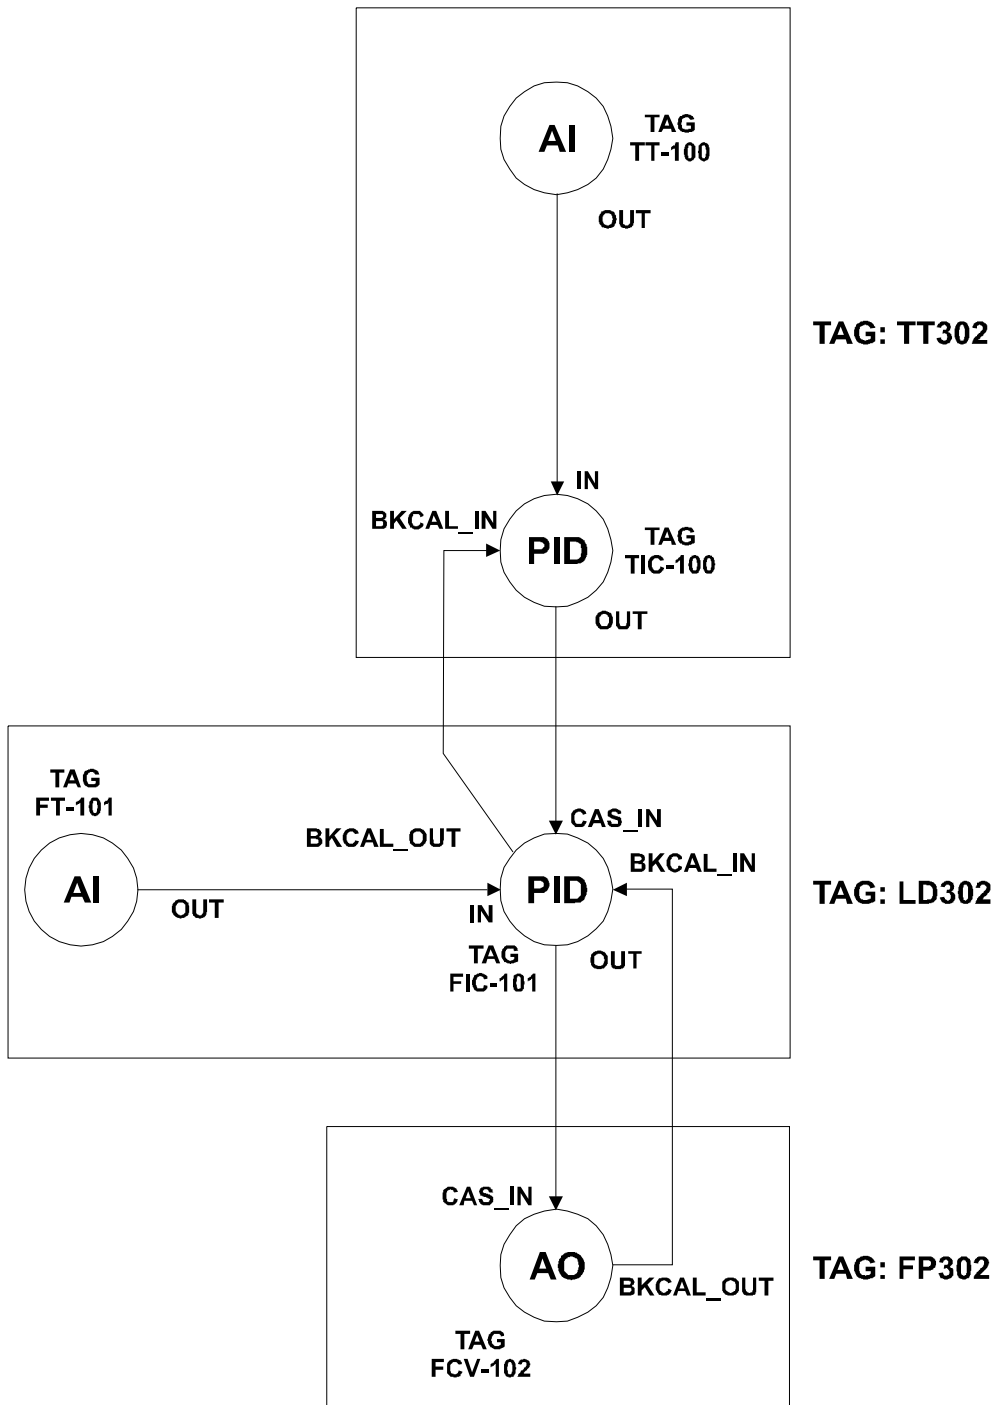 AI
TAG
TT-100
OUT
TAG: TT302
IN
BKCAL_IN
PID
TAG
TIC-100
OUT
TAG
FT-101
CAS_IN
BKCAL_OUT
BKCAL_IN
AI
PID
TAG: LD302
OUT
IN
TAG
FIC-101
OUT
CAS_IN
AO
TAG: FP302
BKCAL_OUT
TAG
FCV-102